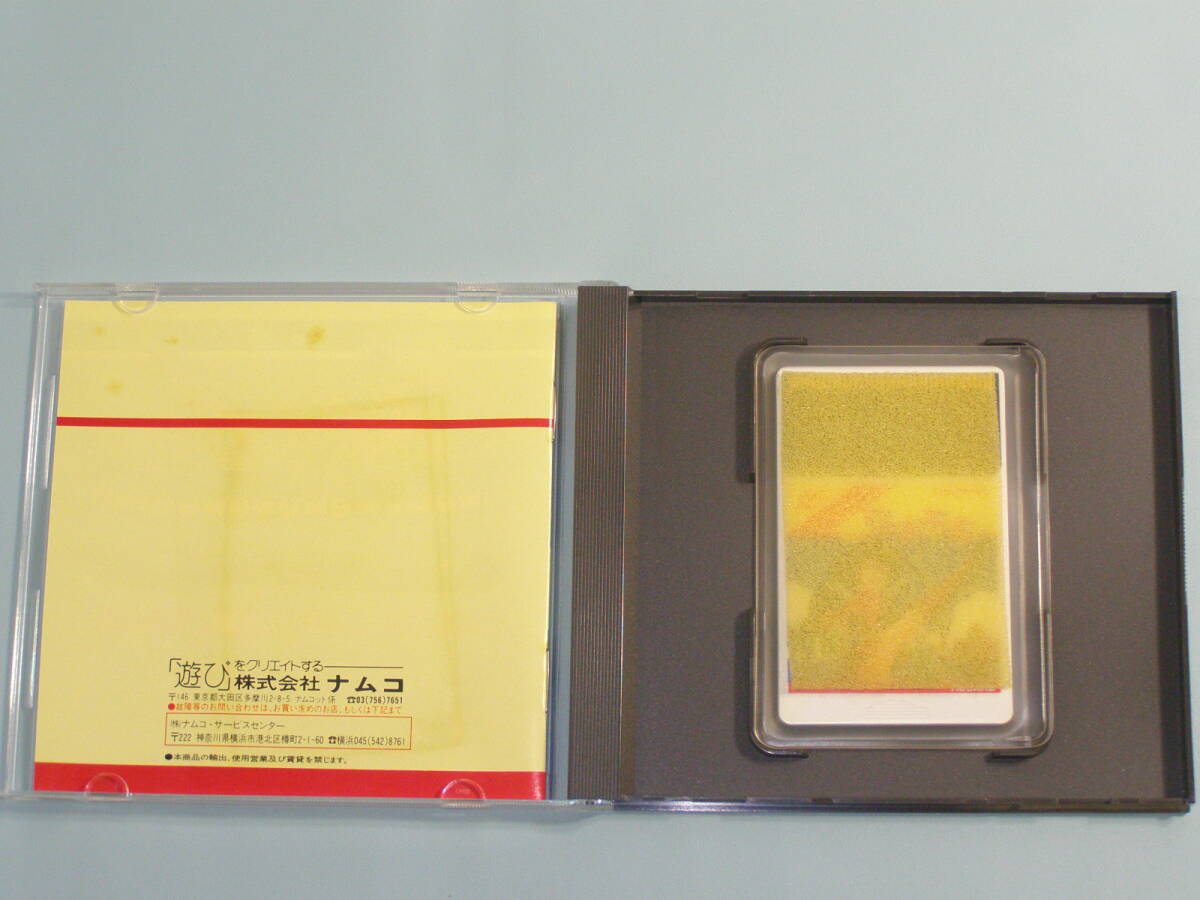 「遊び」をクリエイトする
株式会社 ナムコ
〒146 東京都大田区多摩川2-8-5 ナムコット係 ☎03(756)7651
●故障等のお問い合わせは、お買い求めのお店、もしくは下記まで
㈱ナムコ・サービスセンター
〒222 神奈川県横浜市港北区樽町2-1-60 ☎横浜045(542)8761
●本商品の輸出、使用営業及び賃貸を禁じます。